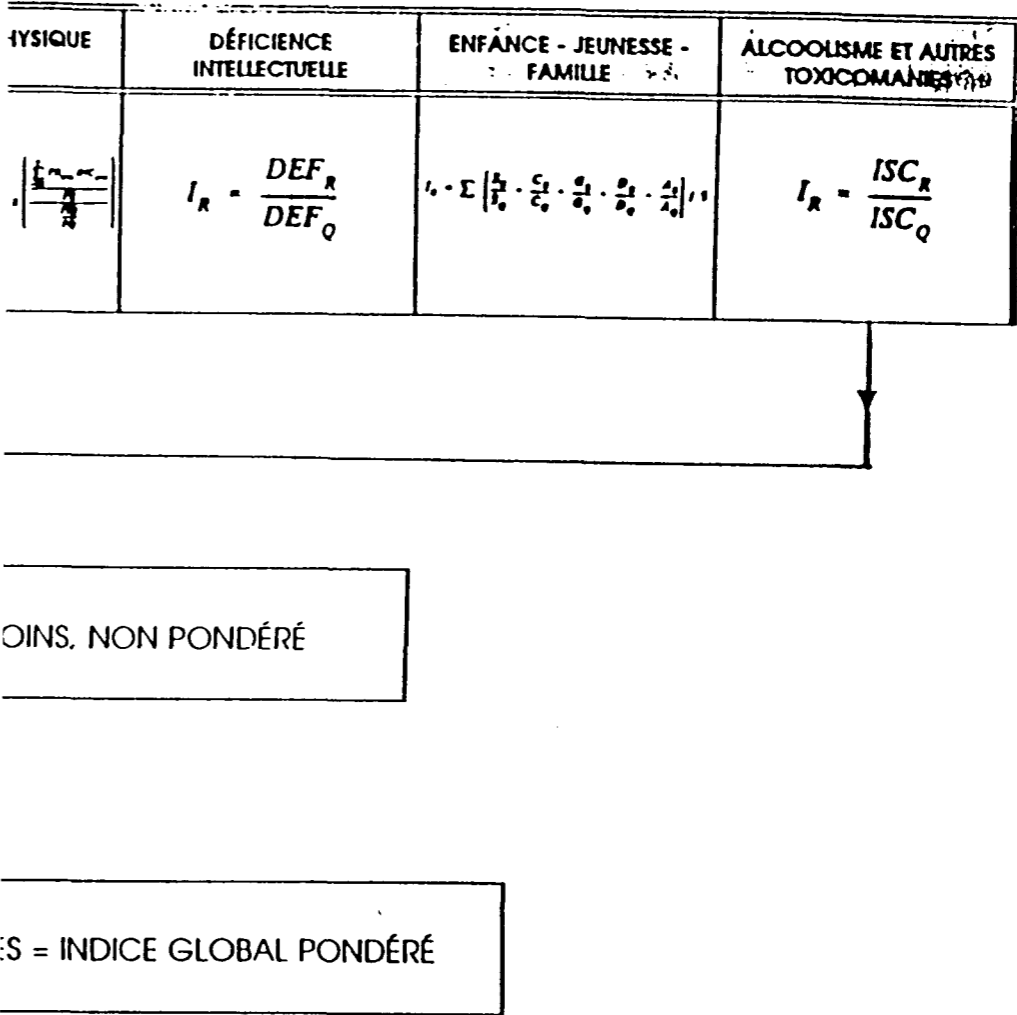 HYSIQUE
DÉFICIENCE
INTELLECTUELLE
ENFANCE - JEUNESSE -
FAMILLE
ALCOOLISME ET AUTRES
TOXICOMANIES
I_R = DEF_R / DEF_Q
I_R = ISC_R / ISC_Q
OINS, NON PONDÉRÉ
ES = INDICE GLOBAL PONDÉRÉ